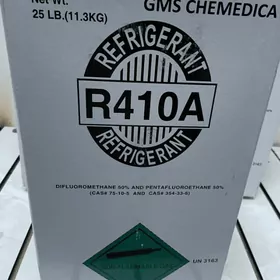 Net Wt.
25 LB.(11.3KG)
GMS CHEMEDICA
REFRIGERANT
R410A
REFRIGERANT
DIFLUOROMETHANE 50% AND PENTAFLUOROETHANE 50%
(CAS# 75-10-5 AND CAS# 354-33-6)
UN 3163